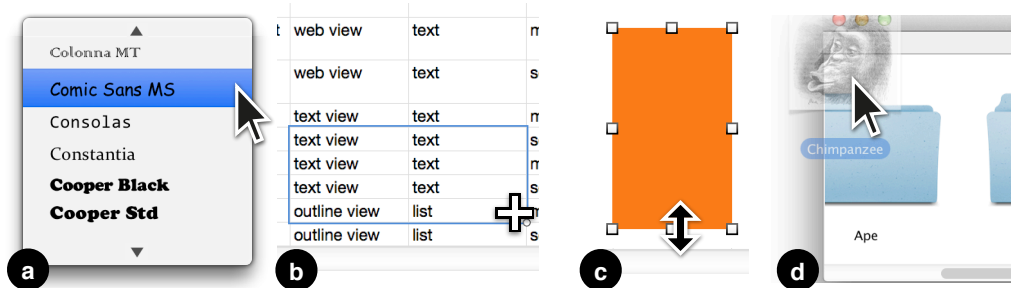 Colonna MT
Comic Sans MS
Consolas
Constantia
Cooper Black
Cooper Std
a
t web view text m
web view text s
text view text m
text view text s
text view text m
text view text s
outline view list
outline view list s
b
c
Chimpanzee
Ape
d